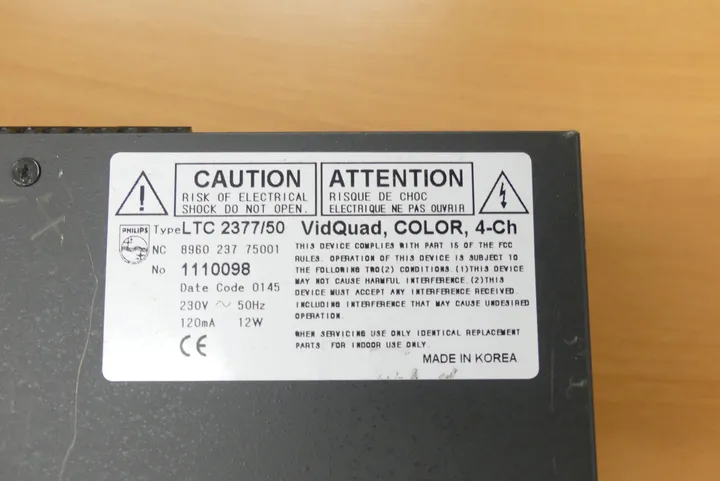 CAUTION
RISK OF ELECTRICAL
SHOCK DO NOT OPEN.
ATTENTION
RISQUE DE CHOC
ELECTRIQUE NE PAS OUVRIR
PHILIPS
Type LTC 2377/50 VidQuad, COLOR, 4-Ch
NC 8960 237 75001
No 1110098
Date Code 0145
230V ~ 50Hz
120mA 12W
CE
THIS DEVICE COMPLIES WITH PART 15 OF THE FCC
RULES. OPERATION OF THIS DEVICE IS SUBJECT TO
THE FOLLOWING TWO(2) CONDITIONS. (1)THIS DEVICE
MAY NOT CAUSE HARMFUL INTERFERENCE. (2)THIS
DEVICE MUST ACCEPT ANY INTERFERENCE RECEIVED.
INCLUDING INTERFERENCE THAT MAY CAUSE UNDESIRED
OPERATION.
WHEN SERVICING USE ONLY IDENTICAL REPLACEMENT
PARTS. FOR INDOOR USE ONLY.
MADE IN KOREA